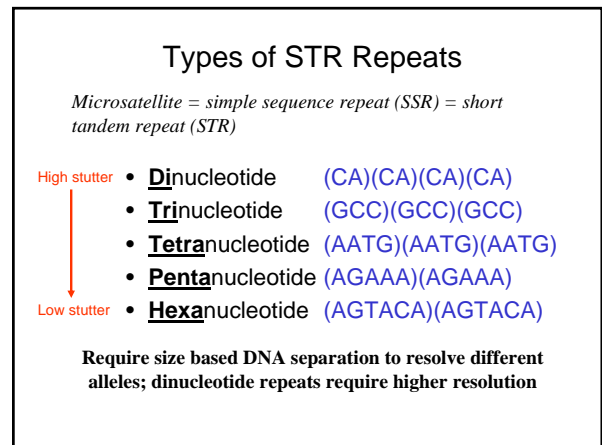 Types of STR Repeats
Microsatellite = simple sequence repeat (SSR) = short
tandem repeat (STR)
High stutter • Dinucleotide (CA)(CA)(CA)(CA)
• Trinucleotide (GCC)(GCC)(GCC)
• Tetranucleotide (AATG)(AATG)(AATG)
• Pentanucleotide (AGAAA)(AGAAA)
Low stutter • Hexanucleotide (AGTACA)(AGTACA)
Require size based DNA separation to resolve different
alleles; dinucleotide repeats require higher resolution